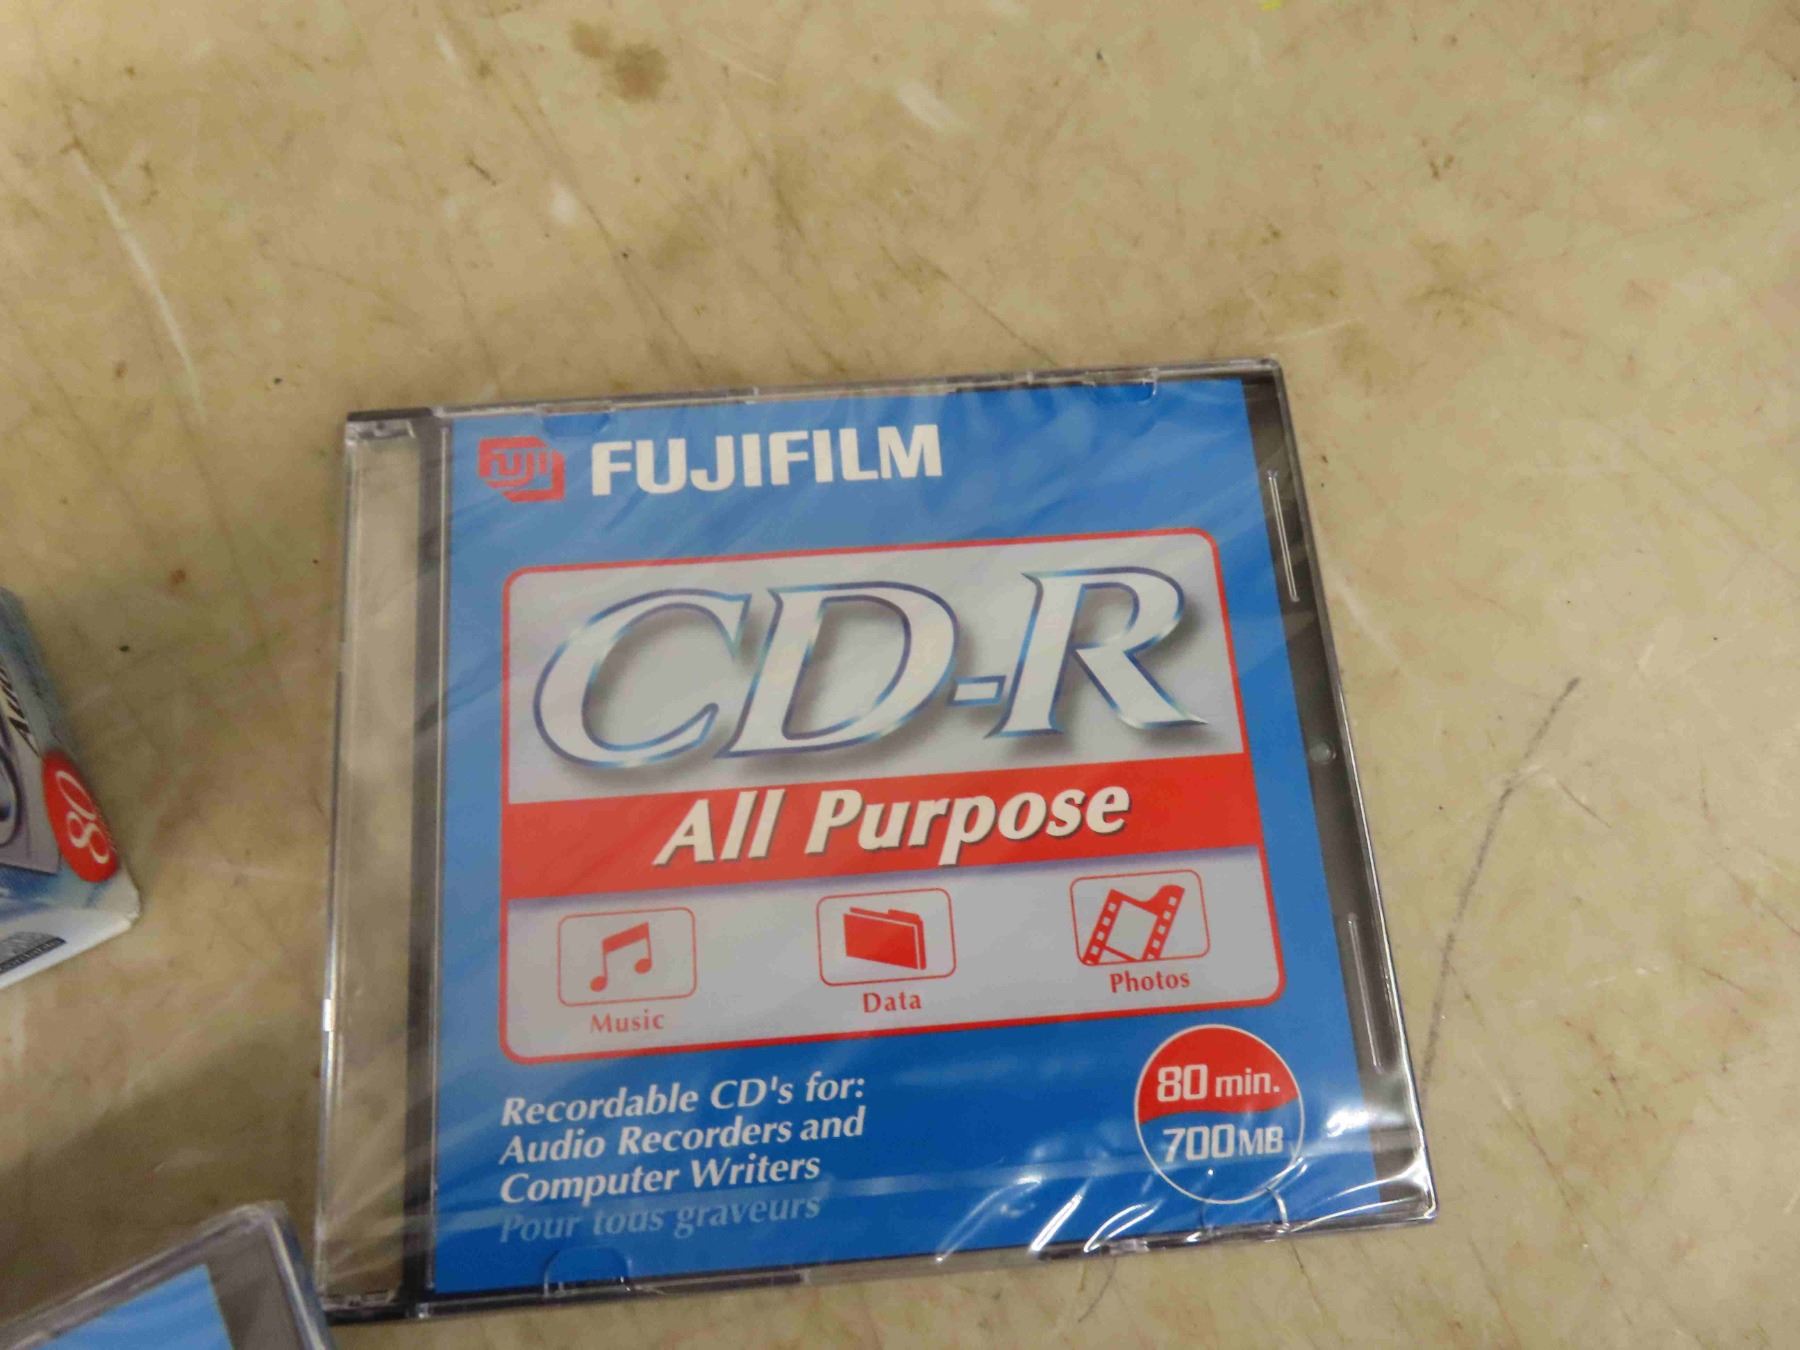 FUJI FUJIFILM
CD-R
All Purpose
Music
Data
Photos
Recordable CD's for:
Audio Recorders and
Computer Writers
Pour tous graveurs
80 min.
700MB
80